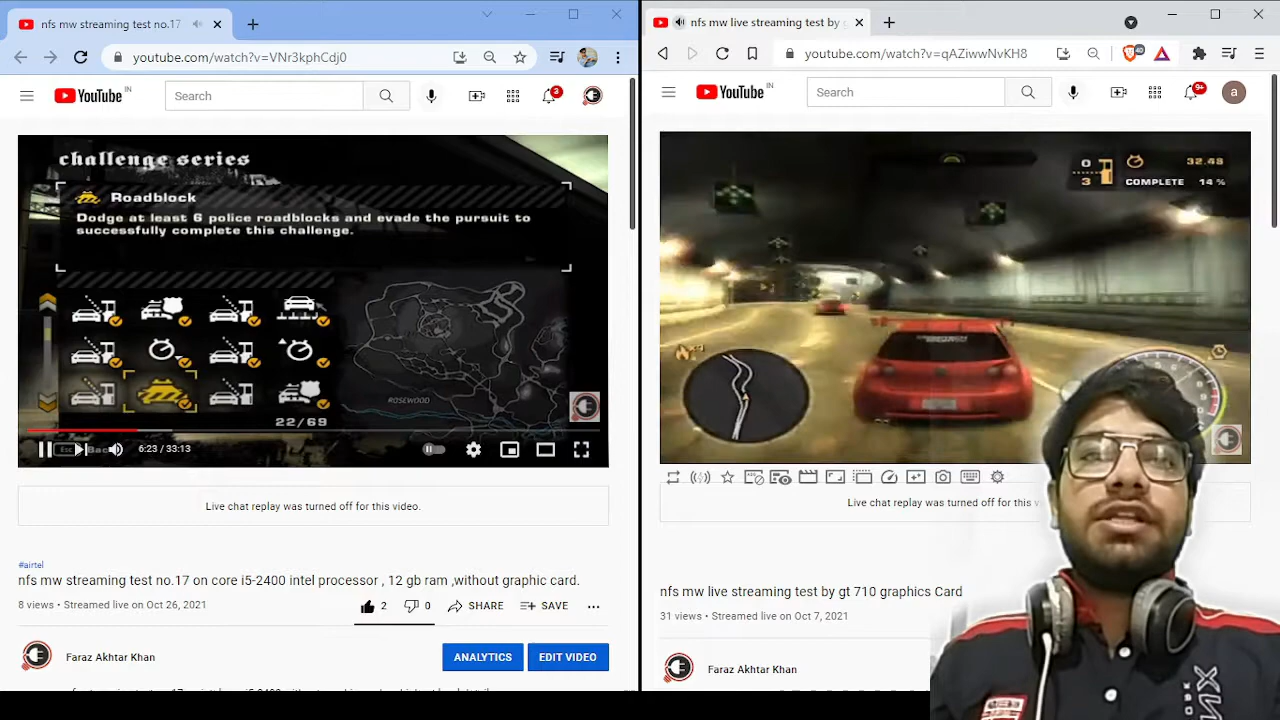 nfs mw streaming test no.17
youtube.com/watch?v=VNr3kphCdj0
YouTube IN
Search
3
challenge series
Roadblock
Dodge at least 6 police roadblocks and evade the pursuit to
successfully complete this challenge.
ROSEWOOD
22/69
Esc
6:23 / 33:13
Live chat replay was turned off for this video.
#airtel
nfs mw streaming test no.17 on core i5-2400 intel processor , 12 gb ram ,without graphic card.
8 views • Streamed live on Oct 26, 2021
2
0
SHARE
SAVE
Faraz Akhtar Khan
ANALYTICS
EDIT VIDEO
nfs mw live streaming test by g
youtube.com/watch?v=qAZiwwNvKH8
40
YouTube IN
Search
9+
a
0
3
32.48
COMPLETE 14 %
Live chat replay was turned off for this v
nfs mw live streaming test by gt 710 graphics Card
31 views • Streamed live on Oct 7, 2021
Faraz Akhtar Khan